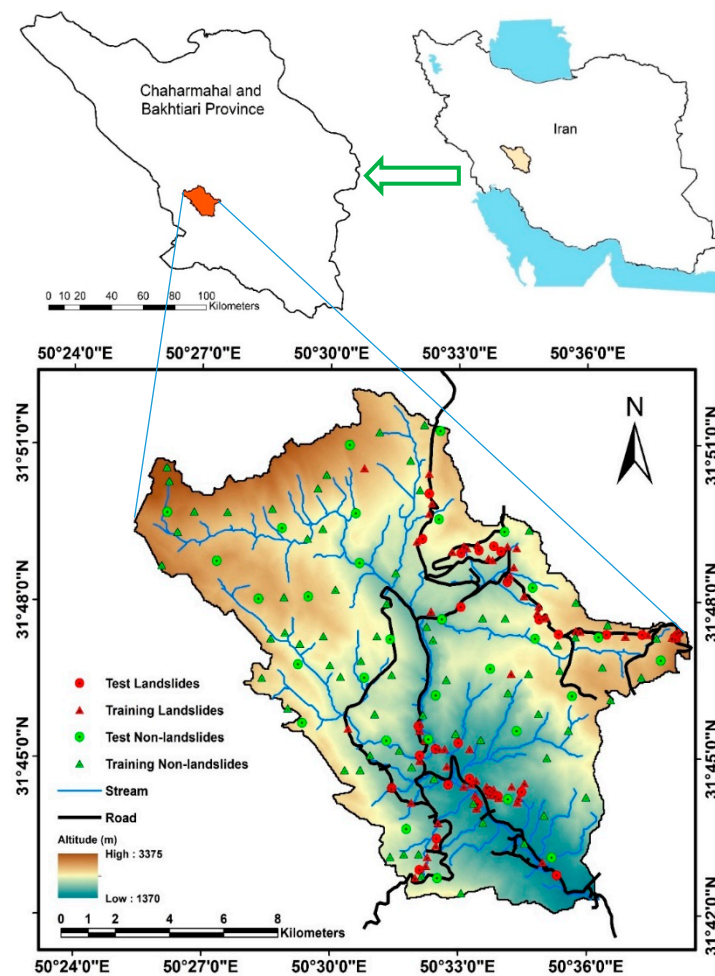 Chaharmahal and
Bakhtiari Province
Iran
0 10 20 40 60 80 100
Kilometers
50°24'0"E 50°27'0"E 50°30'0"E 50°33'0"E 50°36'0"E
N
31°51'0"N 31°51'0"N
31°48'0"N 31°48'0"N
Test Landslides
Training Landslides
Test Non-landslides
Training Non-landslides
Stream
Road
31°45'0"N 31°45'0"N
Altitude (m)
High : 3375
Low : 1370
31°42'0"N 31°42'0"N
0 1 2 4 6 8
Kilometers
50°24'0"E 50°27'0"E 50°30'0"E 50°33'0"E 50°36'0"E